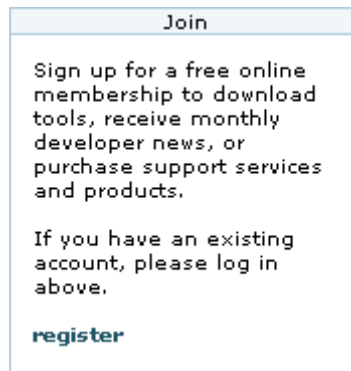 Join
Sign up for a free online
membership to download
tools, receive monthly
developer news, or
purchase support services
and products.
If you have an existing
account, please log in
above.
register